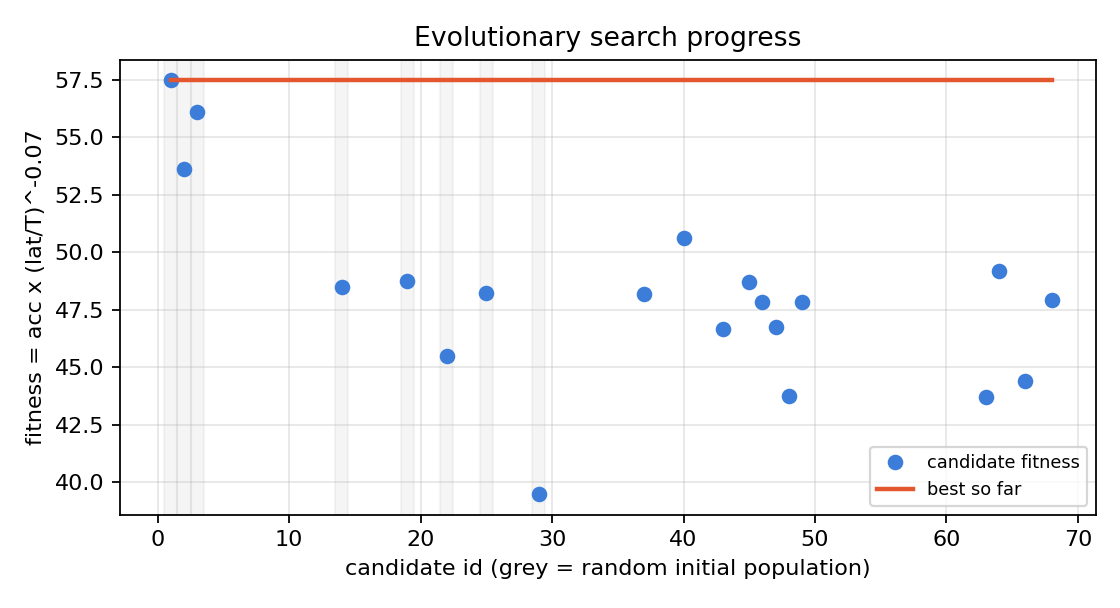 Evolutionary search progress
fitness = acc x (lat/T)^-0.07
57.5
55.0
52.5
50.0
47.5
45.0
42.5
40.0
candidate fitness
best so far
0 10 20 30 40 50 60 70
candidate id (grey = random initial population)